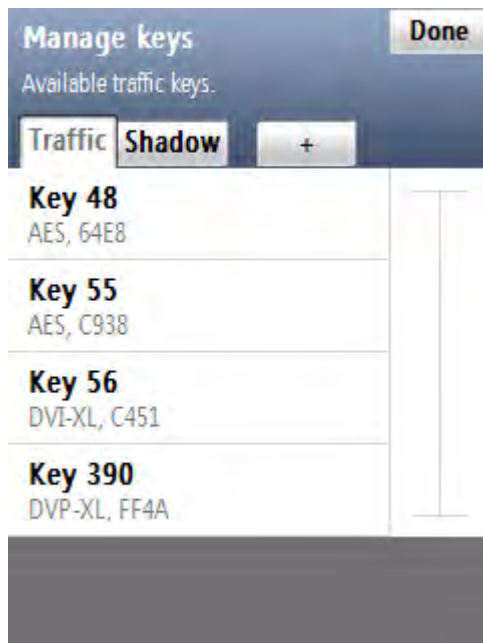 Manage keys
Done
Available traffic keys.
Traffic Shadow +
Key 48
AES, 64E8
Key 55
AES, C938
Key 56
DVI-XL, C451
Key 390
DVP-XL, FF4A